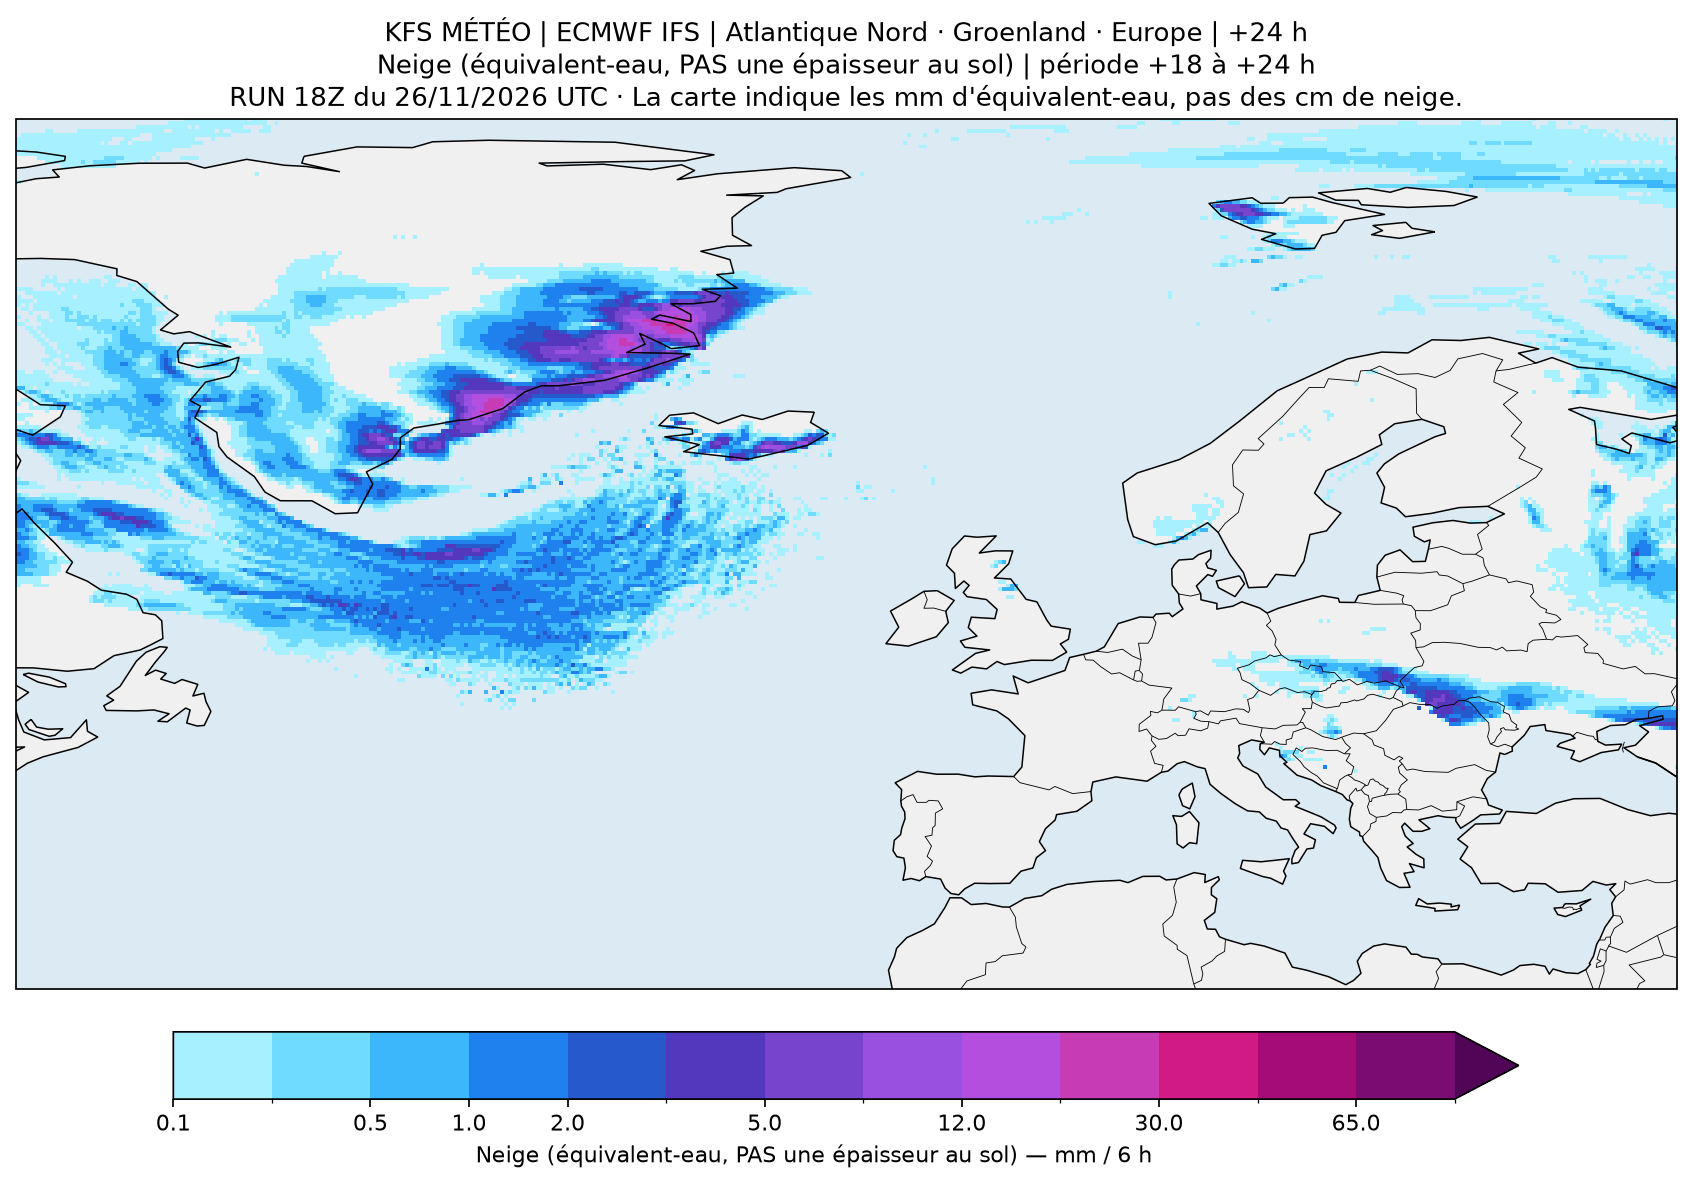 KFS MÉTÉO | ECMWF IFS | Atlantique Nord · Groenland · Europe | +24 h
Neige (équivalent-eau, PAS une épaisseur au sol) | période +18 à +24 h
RUN 18Z du 26/11/2026 UTC · La carte indique les mm d'équivalent-eau, pas des cm de neige.
0.1 0.5 1.0 2.0 5.0 12.0 30.0 65.0
Neige (équivalent-eau, PAS une épaisseur au sol) — mm / 6 h